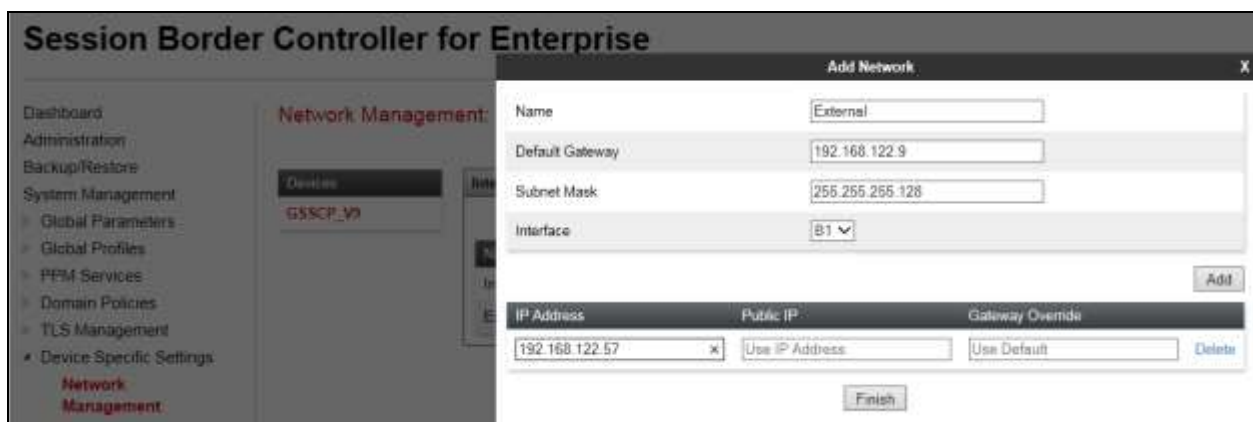 Session Border Controller for Enterprise
Add Network X
Dashboard
Administration
Backup/Restore
System Management
Global Parameters
Global Profiles
PPM Services
Domain Policies
TLS Management
Device Specific Settings
Network
Management
Network Management:
Devices
GSSCP_V9
Name External
Default Gateway 192.168.122.9
Subnet Mask 255.255.255.128
Interface B1
Add
IP Address Public IP Gateway Override
192.168.122.57 x Use IP Address Use Default Delete
Finish